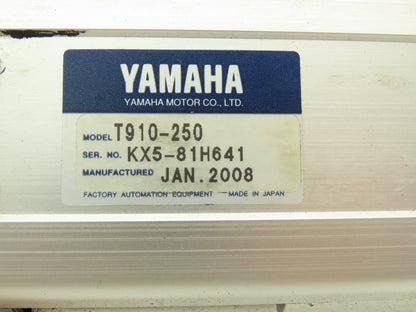 YAMAHA
YAMAHA MOTOR CO., LTD.
MODEL T910-250
SER. NO. KX5-81H641
MANUFACTURED JAN. 2008
FACTORY AUTOMATION EQUIPMENT MADE IN JAPAN